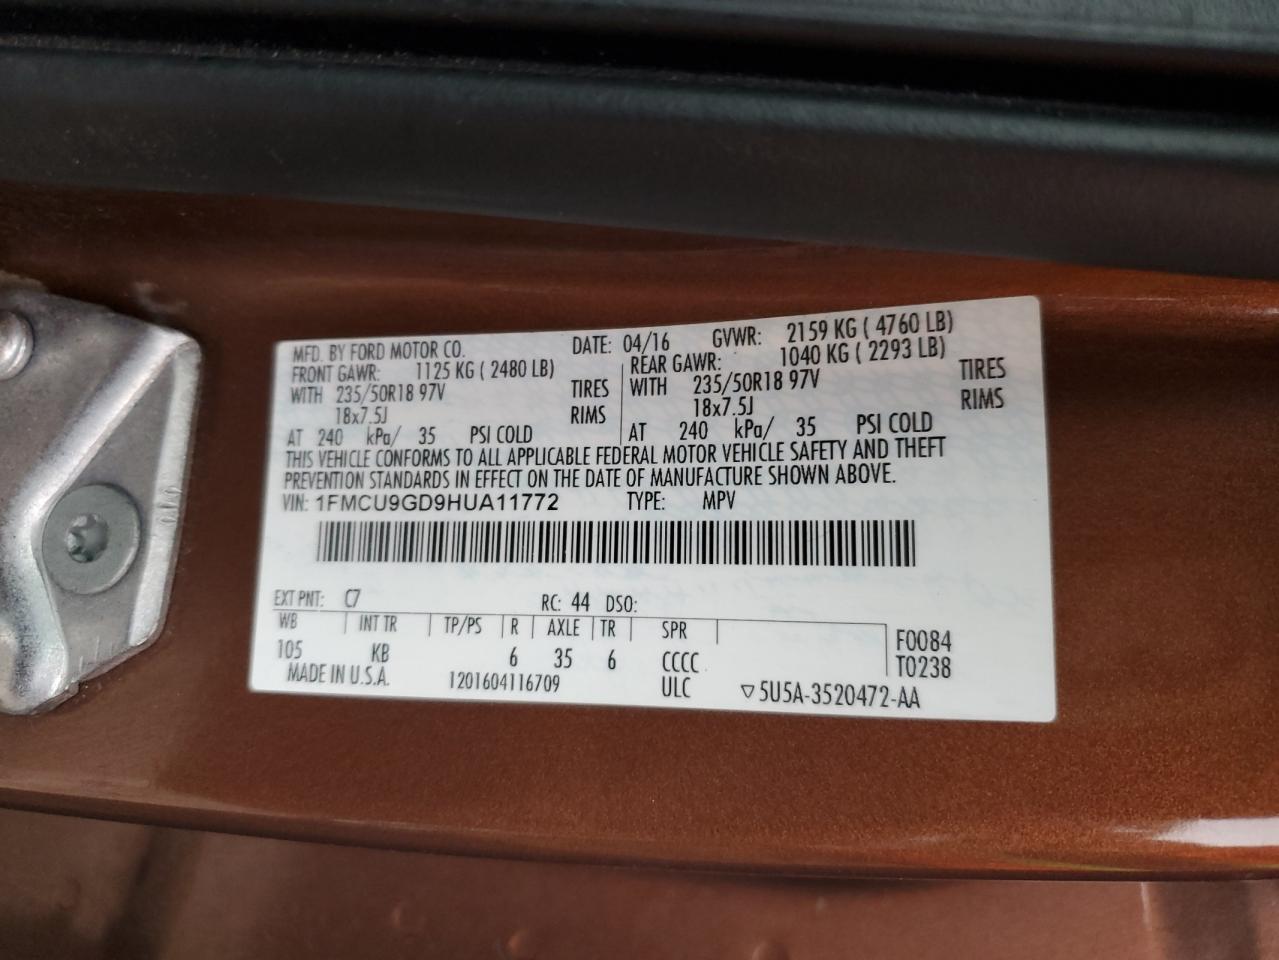 MFD. BY FORD MOTOR CO. DATE: 04/16 GVWR: 2159 KG ( 4760 LB)
FRONT GAWR: 1125 KG ( 2480 LB) REAR GAWR: 1040 KG ( 2293 LB)
WITH 235/50R18 97V TIRES WITH 235/50R18 97V TIRES
18x7.5J RIMS 18x7.5J RIMS
AT 240 kPa/ 35 PSI COLD AT 240 kPa/ 35 PSI COLD
THIS VEHICLE CONFORMS TO ALL APPLICABLE FEDERAL MOTOR VEHICLE SAFETY AND THEFT
PREVENTION STANDARDS IN EFFECT ON THE DATE OF MANUFACTURE SHOWN ABOVE.
VIN: 1FMCU9GD9HUA11772 TYPE: MPV
EXT PNT: C7 RC: 44 DSO:
WB INT TR TP/PS R AXLE TR SPR F0084
105 KB 6 35 6 CCCC T0238
MADE IN U.S.A. 1201604116709 ULC ▽5U5A-3520472-AA